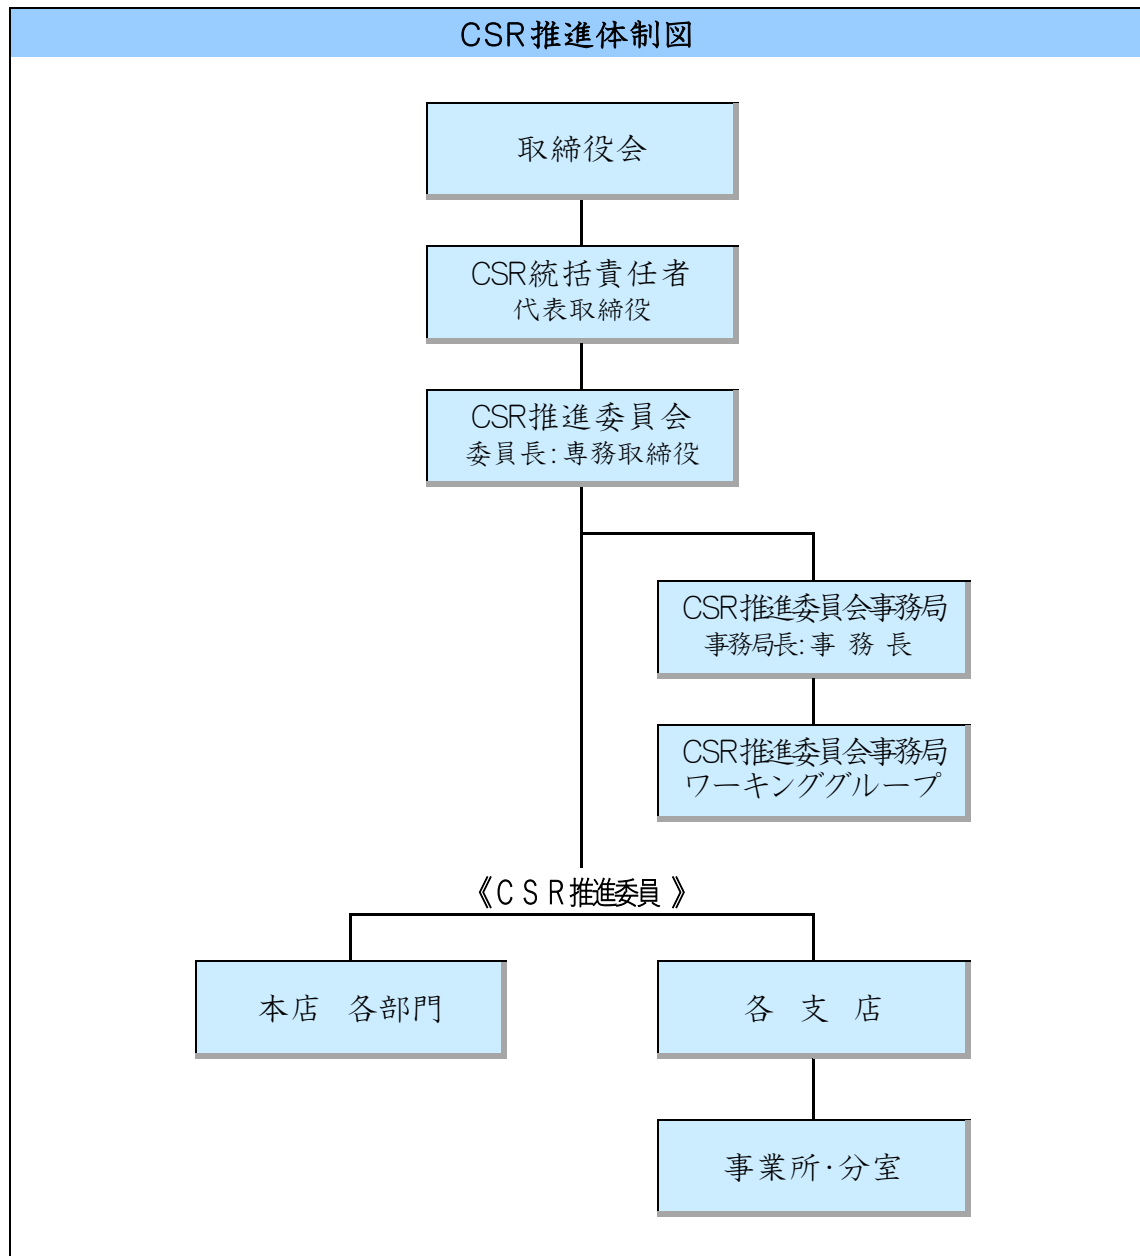 CSR推進体制図
取締役会
CSR統括責任者
代表取締役
CSR推進委員会
委員長:専務取締役
CSR推進委員会事務局
事務局長:事 務 長
CSR推進委員会事務局
ワーキンググループ
《CSR推進委員》
本店 各部門
各 支 店
事業所・分室